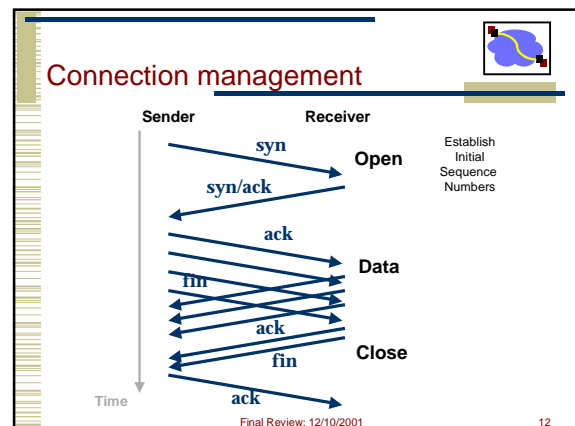 Connection management
Sender Receiver
syn
Open
Establish
Initial
Sequence
Numbers
syn/ack
ack
Data
fin
ack
Close
fin
ack
Time
Final Review: 12/10/2001 12